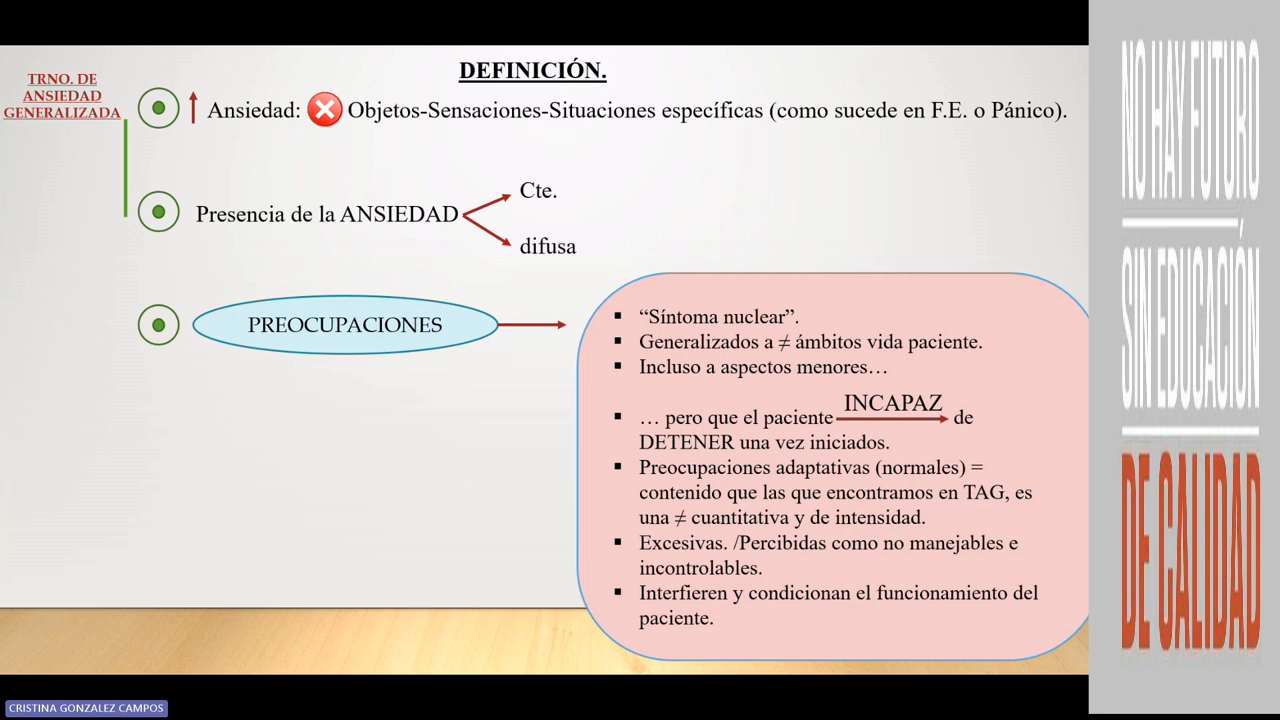 DEFINICIÓN.
TRNO. DE
ANSIEDAD
GENERALIZADA
Ansiedad: Objetos-Sensaciones-Situaciones específicas (como sucede en F.E. o Pánico).
Presencia de la ANSIEDAD
Cte.
difusa
PREOCUPACIONES
“Síntoma nuclear”.
Generalizados a ≠ ámbitos vida paciente.
Incluso a aspectos menores…
… pero que el paciente INCAPAZ de
DETENER una vez iniciados.
Preocupaciones adaptativas (normales) =
contenido que las que encontramos en TAG, es
una ≠ cuantitativa y de intensidad.
Excesivas. /Percibidas como no manejables e
incontrolables.
Interfieren y condicionan el funcionamiento del
paciente.
NO HAY FUTURO
SIN EDUCACIÓN
DE CALIDAD
CRISTINA GONZALEZ CAMPOS